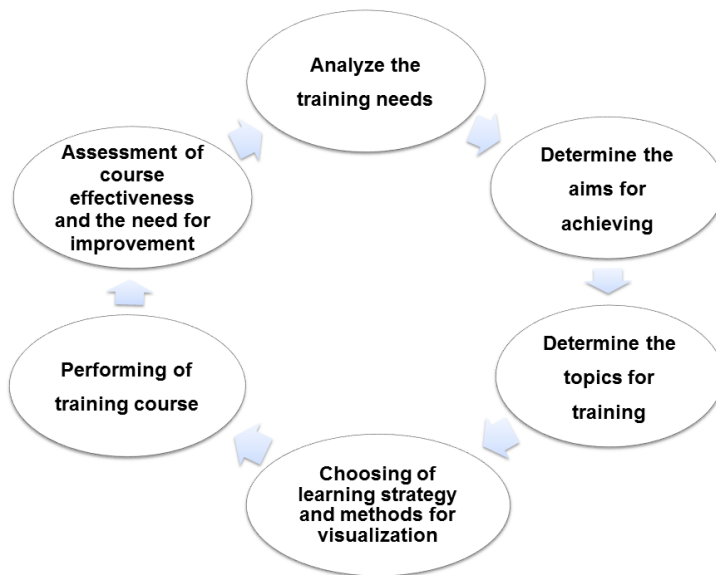 Analyze the
training needs
Determine the
aims for
achieving
Determine the
topics for
training
Choosing of
learning strategy
and methods for
visualization
Performing of
training course
Assessment of
course
effectiveness
and the need for
improvement